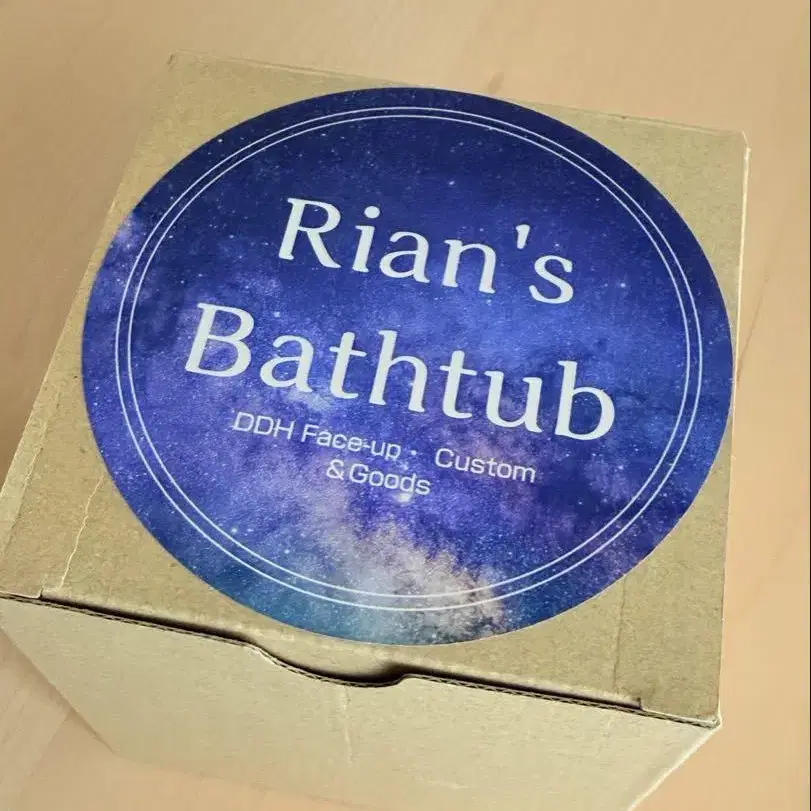 Rian's
Bathtub
DDH Face-up · Custom
& Goods